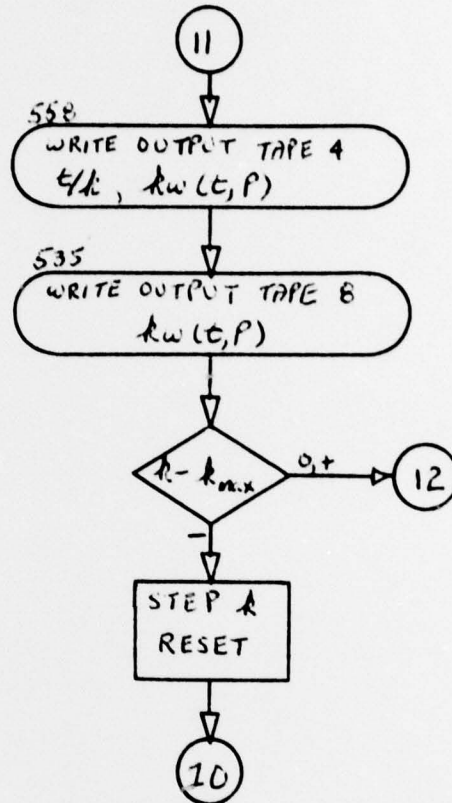 11
558
WRITE OUTPUT TAPE 4
t/k, kw(t,P)
535
WRITE OUTPUT TAPE 8
kw(t,P)
k - kmax
0,+
12
-
STEP k
RESET
10